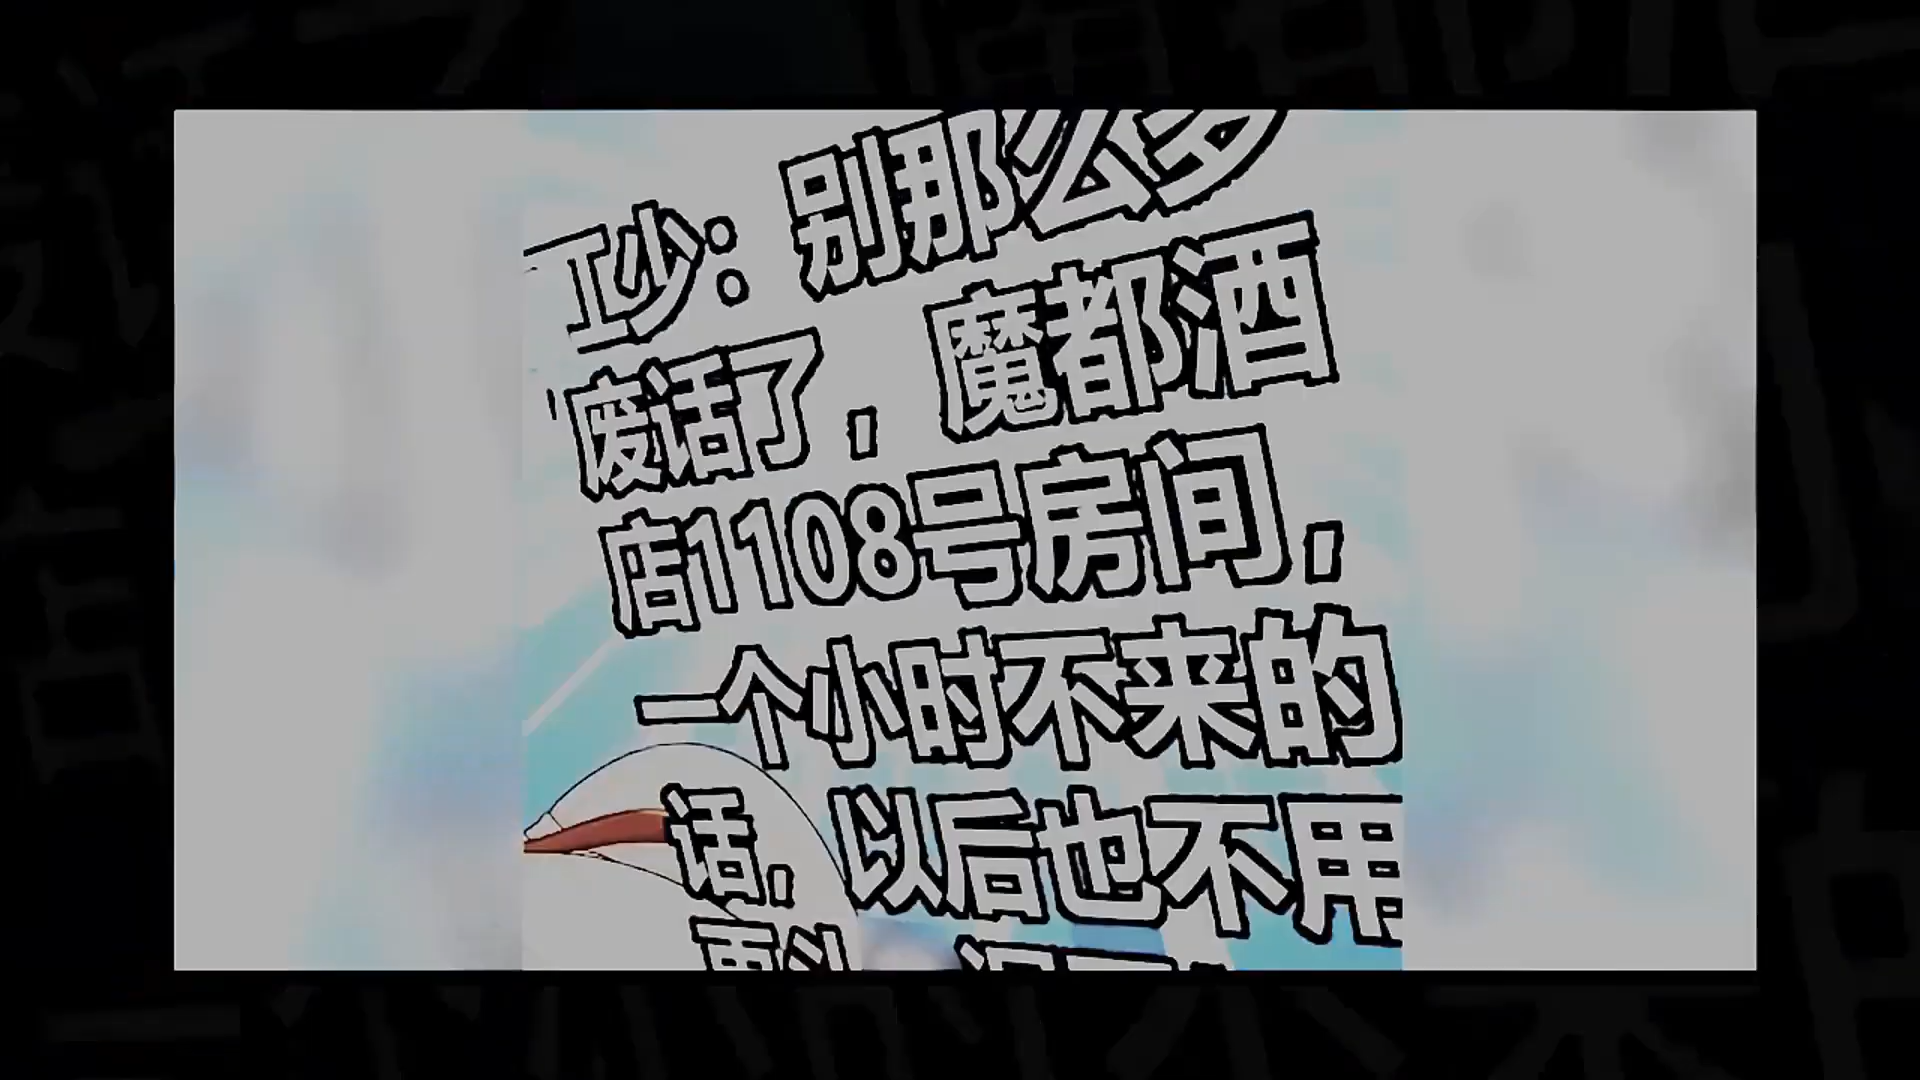 少：别那么多
废话了，魔都酒
店1108号房间，
一个小时不来的
话，以后也不用
再